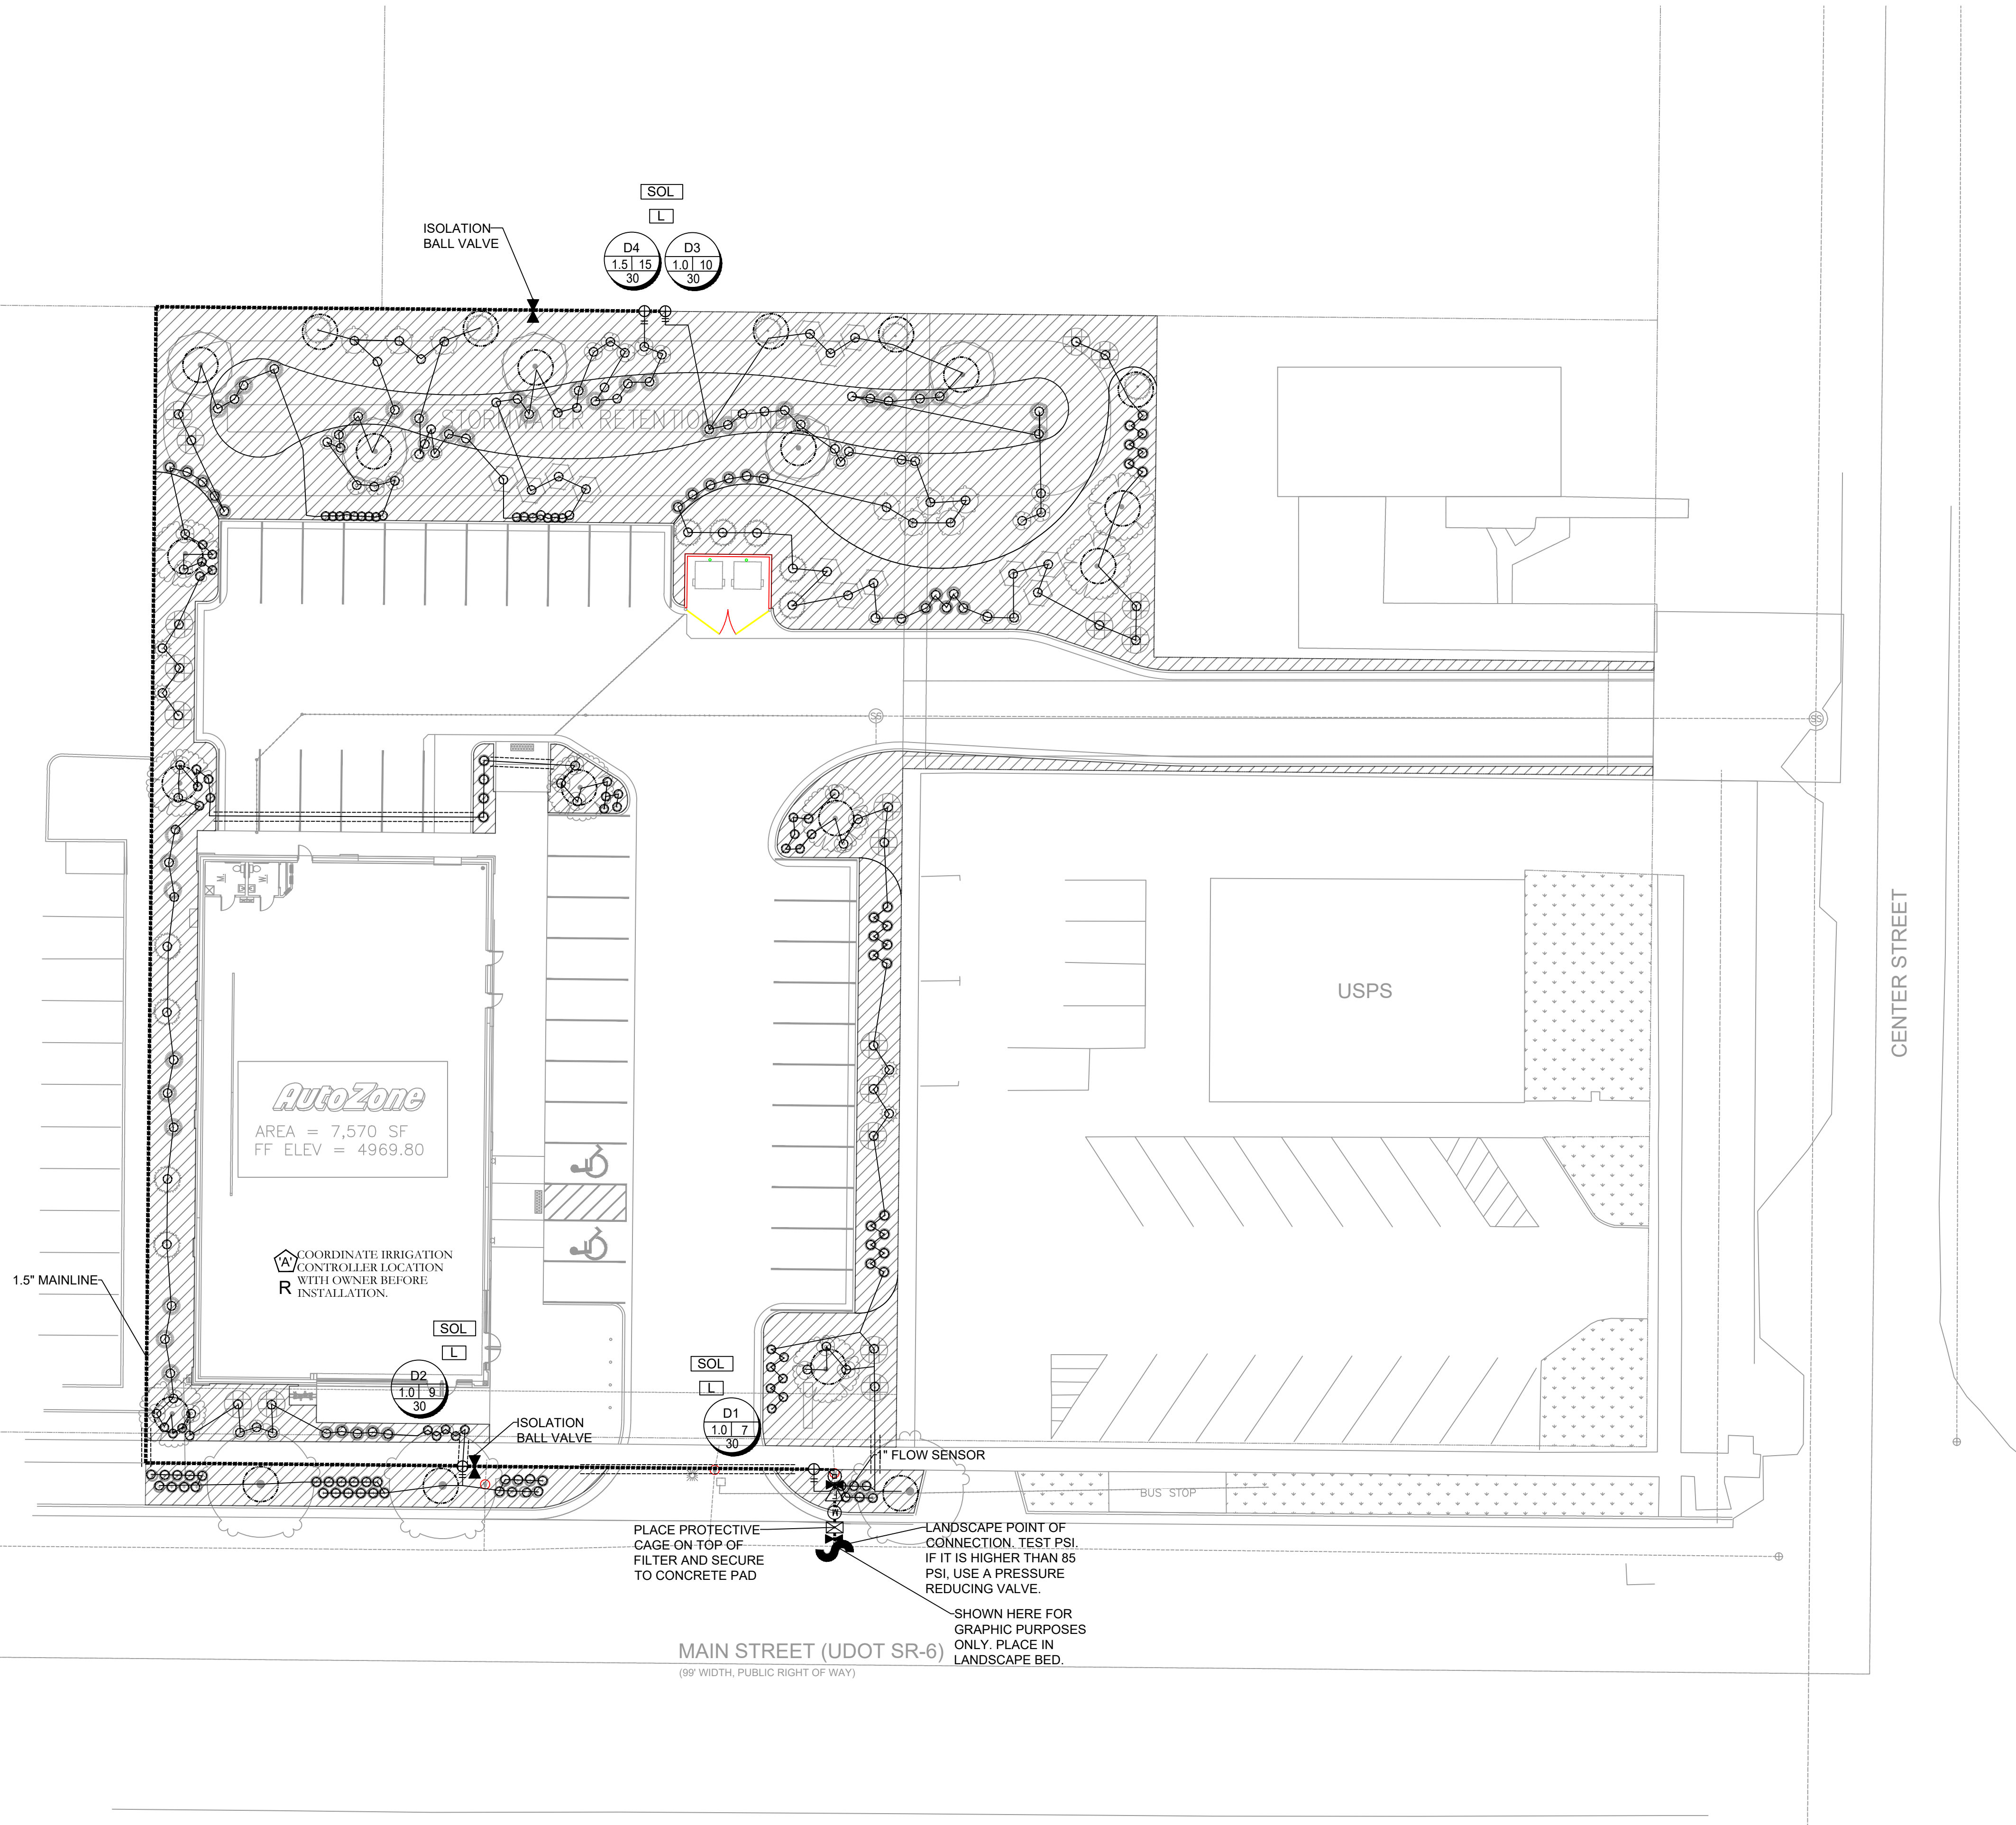 SOL
L
ISOLATION
BALL VALVE
D4
1.5 15
30
D3
1.0 10
30
STORMWATER RETENTION POND
SS
SS
M.
W.
USPS
CENTER STREET
AutoZone
AREA = 7,570 SF
FF ELEV = 4969.80
'A'
COORDINATE IRRIGATION
CONTROLLER LOCATION
WITH OWNER BEFORE
INSTALLATION.
R
1.5" MAINLINE
SOL
L
D2
1.0 9
30
SOL
L
D1
1.0 7
30
ISOLATION
BALL VALVE
1" FLOW SENSOR
F
M
BUS STOP
PLACE PROTECTIVE
CAGE ON TOP OF
FILTER AND SECURE
TO CONCRETE PAD
LANDSCAPE POINT OF
CONNECTION. TEST PSI.
IF IT IS HIGHER THAN 85
PSI, USE A PRESSURE
REDUCING VALVE.
SHOWN HERE FOR
GRAPHIC PURPOSES
ONLY. PLACE IN
LANDSCAPE BED.
MAIN STREET (UDOT SR-6)
(99' WIDTH, PUBLIC RIGHT OF WAY)